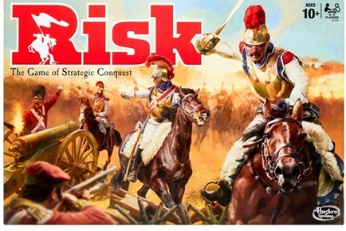 Risk
The Game of Strategic Conquest
AGES
10+
Hasbro
Gaming